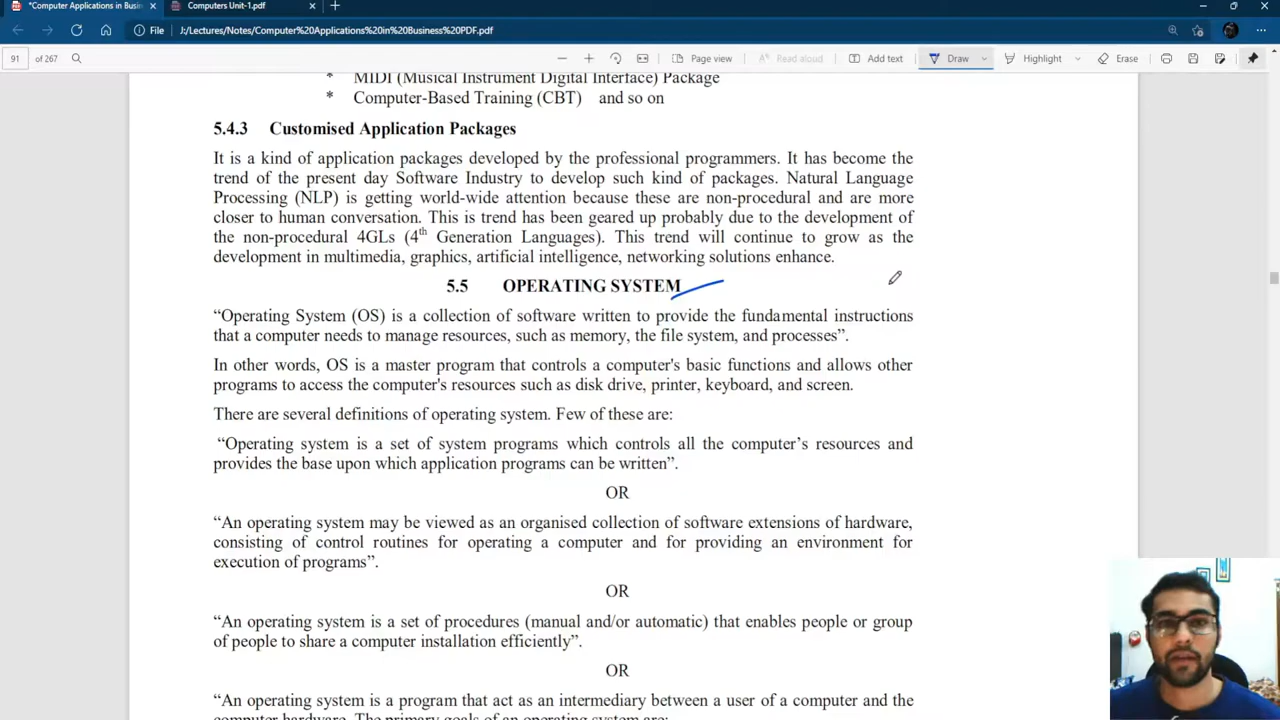 *Computer Applications in Busin
Computers Unit-1.pdf
File
J:/Lectures/Notes/Computer%20Applications%20in%20Business%20PDF.pdf
91 of 267
Page view
Read aloud
Add text
Draw
Highlight
Erase
* MIDI (Musical Instrument Digital Interface) Package
* Computer-Based Training (CBT) and so on
5.4.3 Customised Application Packages
It is a kind of application packages developed by the professional programmers. It has become the
trend of the present day Software Industry to develop such kind of packages. Natural Language
Processing (NLP) is getting world-wide attention because these are non-procedural and are more
closer to human conversation. This is trend has been geared up probably due to the development of
the non-procedural 4GLs (4th Generation Languages). This trend will continue to grow as the
development in multimedia, graphics, artificial intelligence, networking solutions enhance.
5.5 OPERATING SYSTEM
“Operating System (OS) is a collection of software written to provide the fundamental instructions
that a computer needs to manage resources, such as memory, the file system, and processes”.
In other words, OS is a master program that controls a computer's basic functions and allows other
programs to access the computer's resources such as disk drive, printer, keyboard, and screen.
There are several definitions of operating system. Few of these are:
“Operating system is a set of system programs which controls all the computer’s resources and
provides the base upon which application programs can be written”.
OR
“An operating system may be viewed as an organised collection of software extensions of hardware,
consisting of control routines for operating a computer and for providing an environment for
execution of programs”.
OR
“An operating system is a set of procedures (manual and/or automatic) that enables people or group
of people to share a computer installation efficiently”.
OR
“An operating system is a program that act as an intermediary between a user of a computer and the
computer hardware. The primary goals of an operating system are: